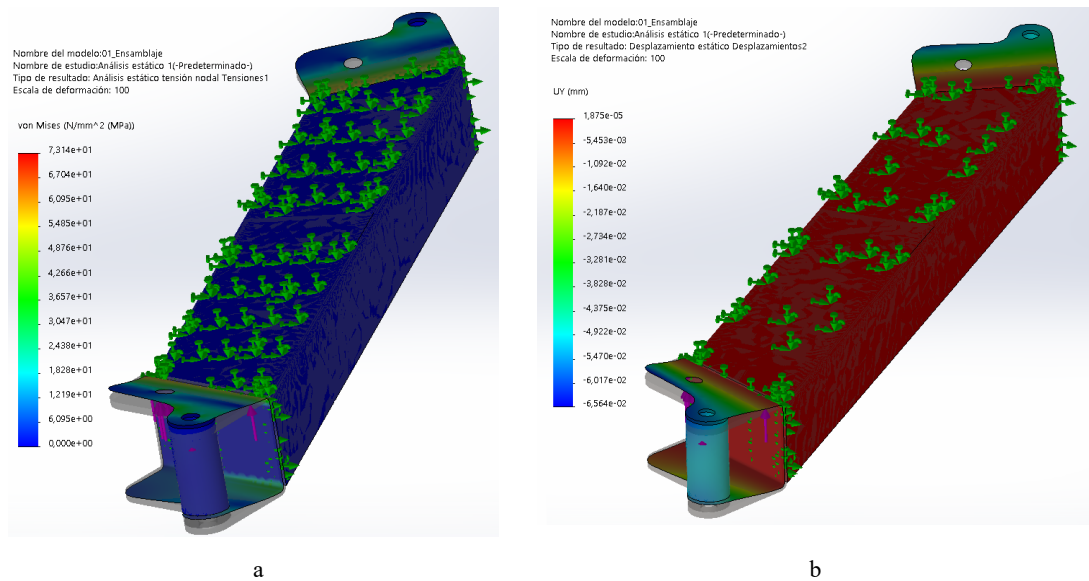 Nombre del modelo:01_Ensamblaje
Nombre de estudio:Análisis estático 1(-Predeterminado-)
Tipo de resultado: Análisis estático tensión nodal Tensiones1
Escala de deformación: 100
von Mises (N/mm^2 (MPa))
7,314e+01
6,704e+01
6,095e+01
5,485e+01
4,876e+01
4,266e+01
3,657e+01
3,047e+01
2,438e+01
1,828e+01
1,219e+01
6,095e+00
0,000e+00
a
Nombre del modelo:01_Ensamblaje
Nombre de estudio:Análisis estático 1(-Predeterminado-)
Tipo de resultado: Desplazamiento estático Desplazamientos2
Escala de deformación: 100
UY (mm)
1,875e-05
-5,453e-03
-1,092e-02
-1,640e-02
-2,187e-02
-2,734e-02
-3,281e-02
-3,828e-02
-4,375e-02
-4,922e-02
-5,470e-02
-6,017e-02
-6,564e-02
b